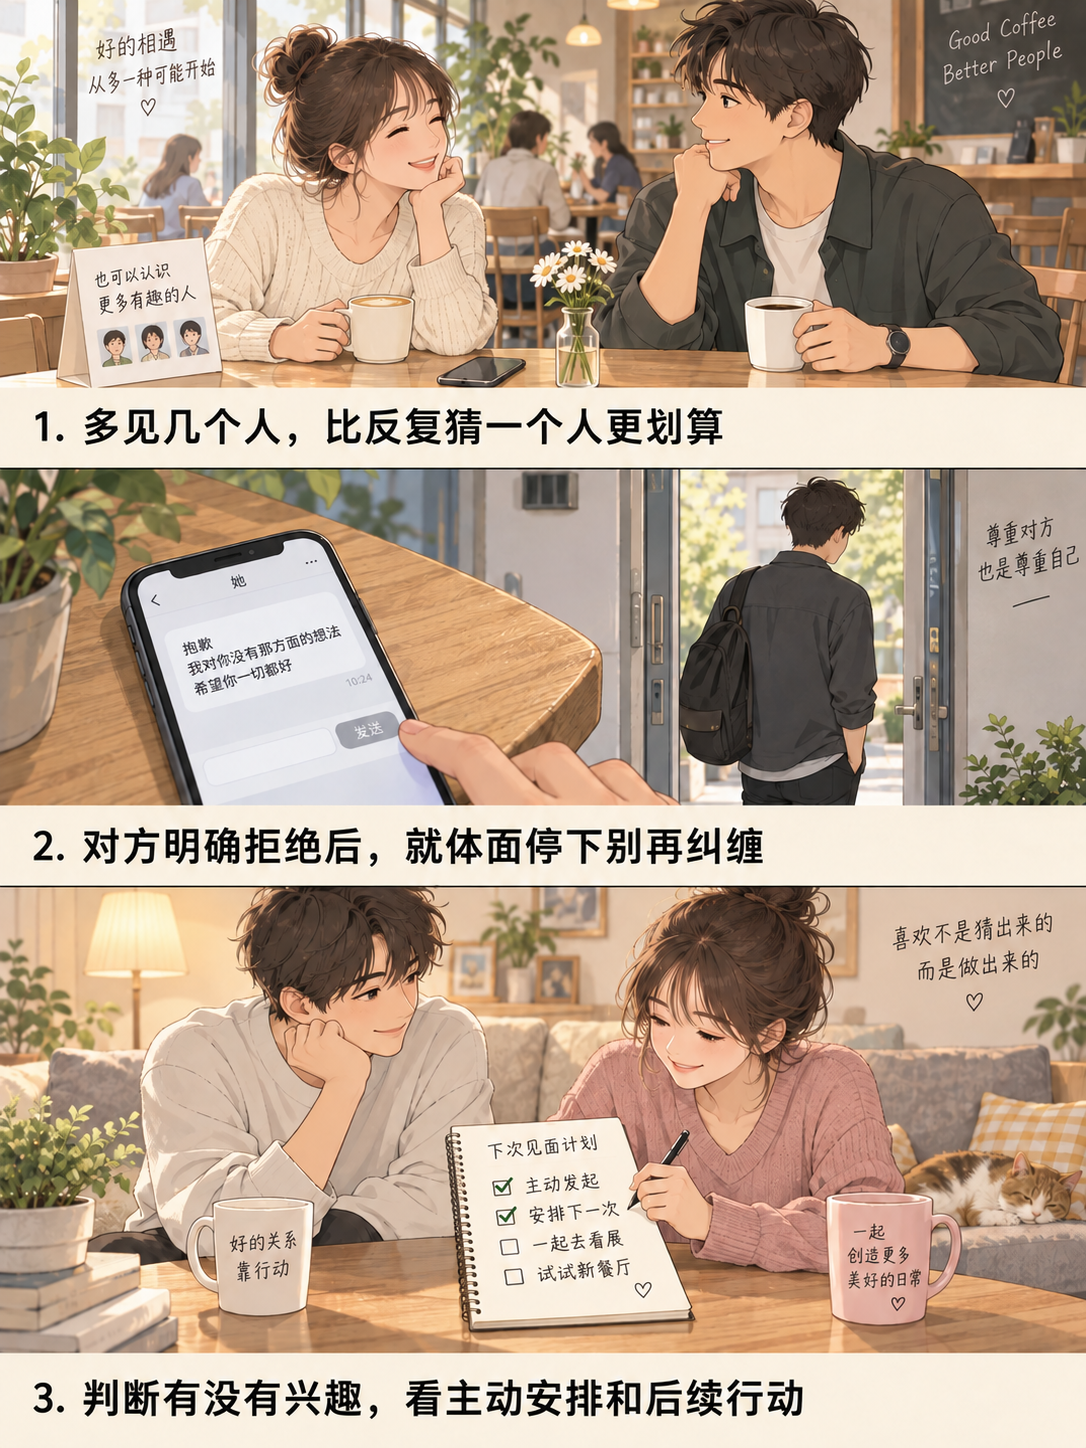 好的相遇
从多一种可能开始
♡
Good Coffee
Better People
♡
也可以认识
更多有趣的人
1. 多见几个人，比反复猜一个人更划算
她
抱歉
我对你没有那方面的想法
希望你一切都好
10:24
发送
尊重对方
也是尊重自己
2. 对方明确拒绝后，就体面停下别再纠缠
喜欢不是猜出来的
而是做出来的
♡
下次见面计划
主动发起
安排下一次
一起去看展
试试新餐厅
♡
好的关系
靠行动
一起
创造更多
美好的日常
♡
3. 判断有没有兴趣，看主动安排和后续行动